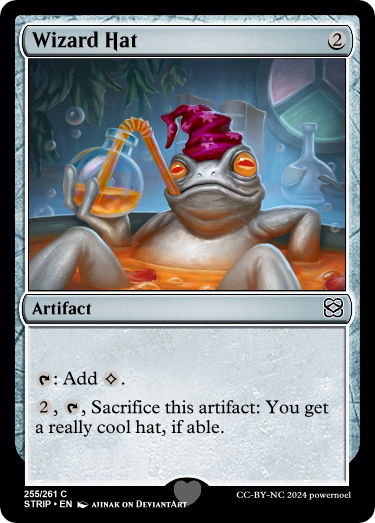 Wizard Hat 2
Artifact
: Add .
2, , Sacrifice this artifact: You get
a really cool hat, if able.
255/261 C
STRIP • EN AJINAK ON DEVIANTART
CC-BY-NC 2024 powernoel